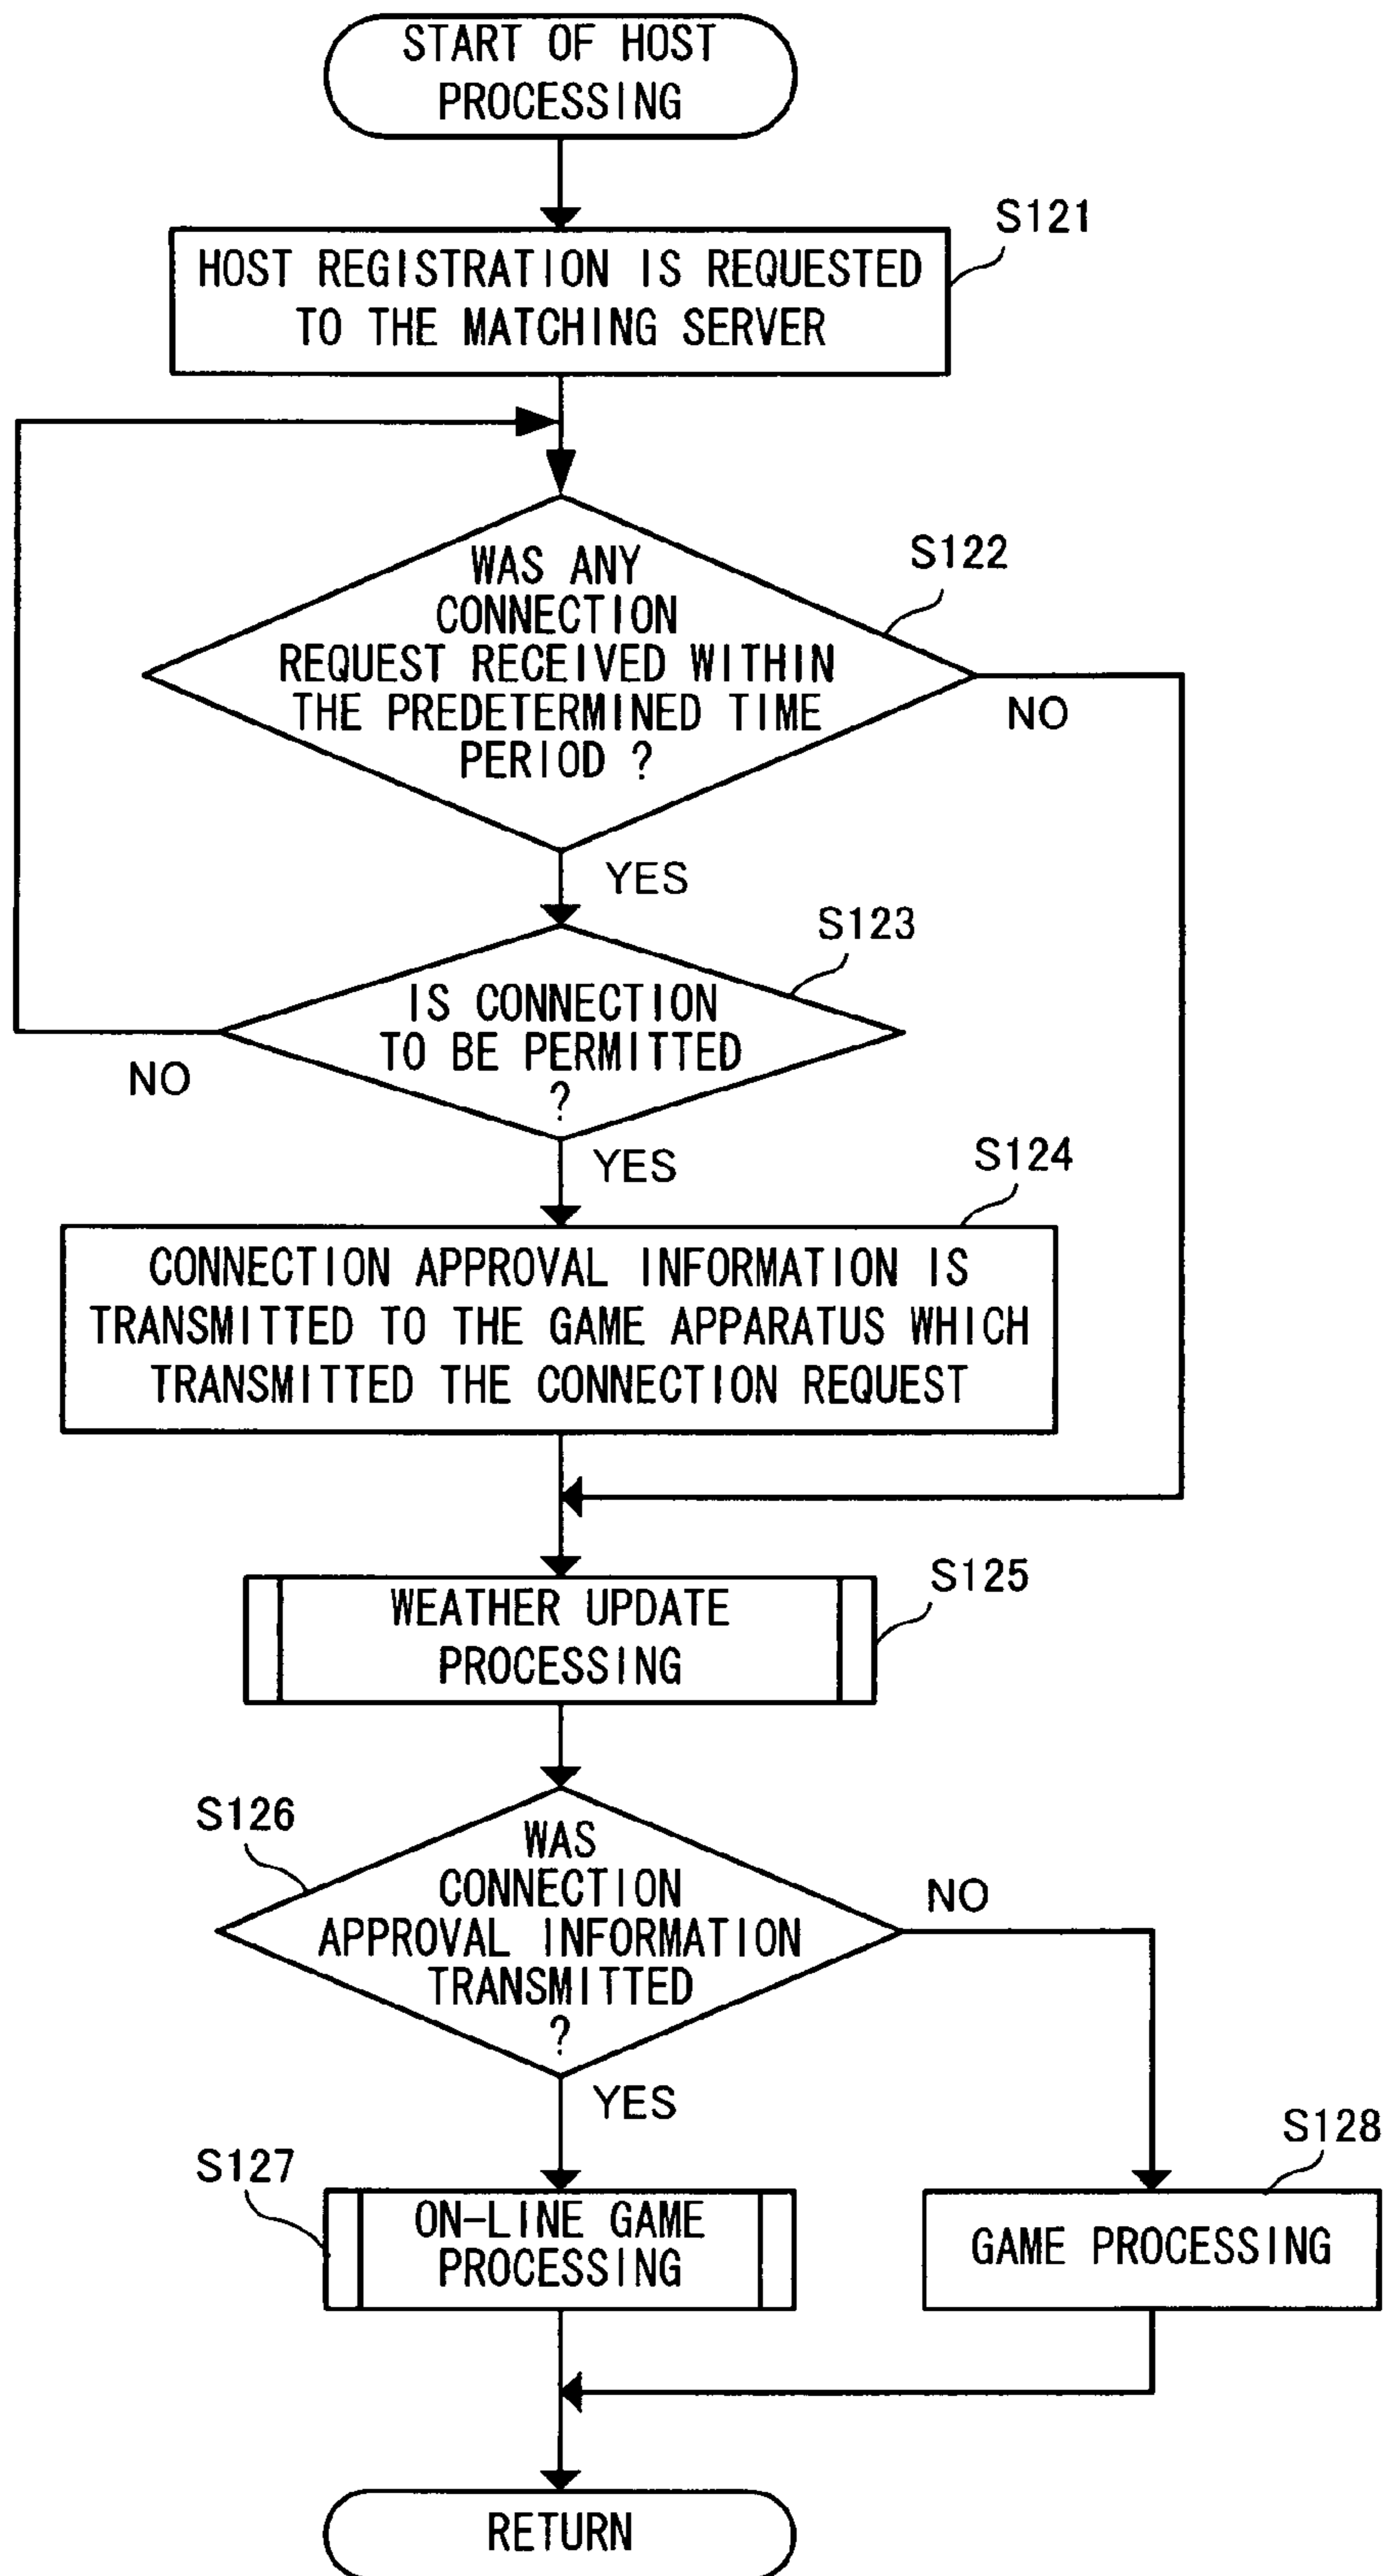 START OF HOST
PROCESSING
S121
HOST REGISTRATION IS REQUESTED
TO THE MATCHING SERVER
S122
WAS ANY
CONNECTION
REQUEST RECEIVED WITHIN
THE PREDETERMINED TIME
PERIOD ?
NO
YES
S123
IS CONNECTION
TO BE PERMITTED
?
NO
YES
S124
CONNECTION APPROVAL INFORMATION IS
TRANSMITTED TO THE GAME APPARATUS WHICH
TRANSMITTED THE CONNECTION REQUEST
S125
WEATHER UPDATE
PROCESSING
S126
WAS
CONNECTION
APPROVAL INFORMATION
TRANSMITTED
?
NO
YES
S127
ON-LINE GAME
PROCESSING
S128
GAME PROCESSING
RETURN